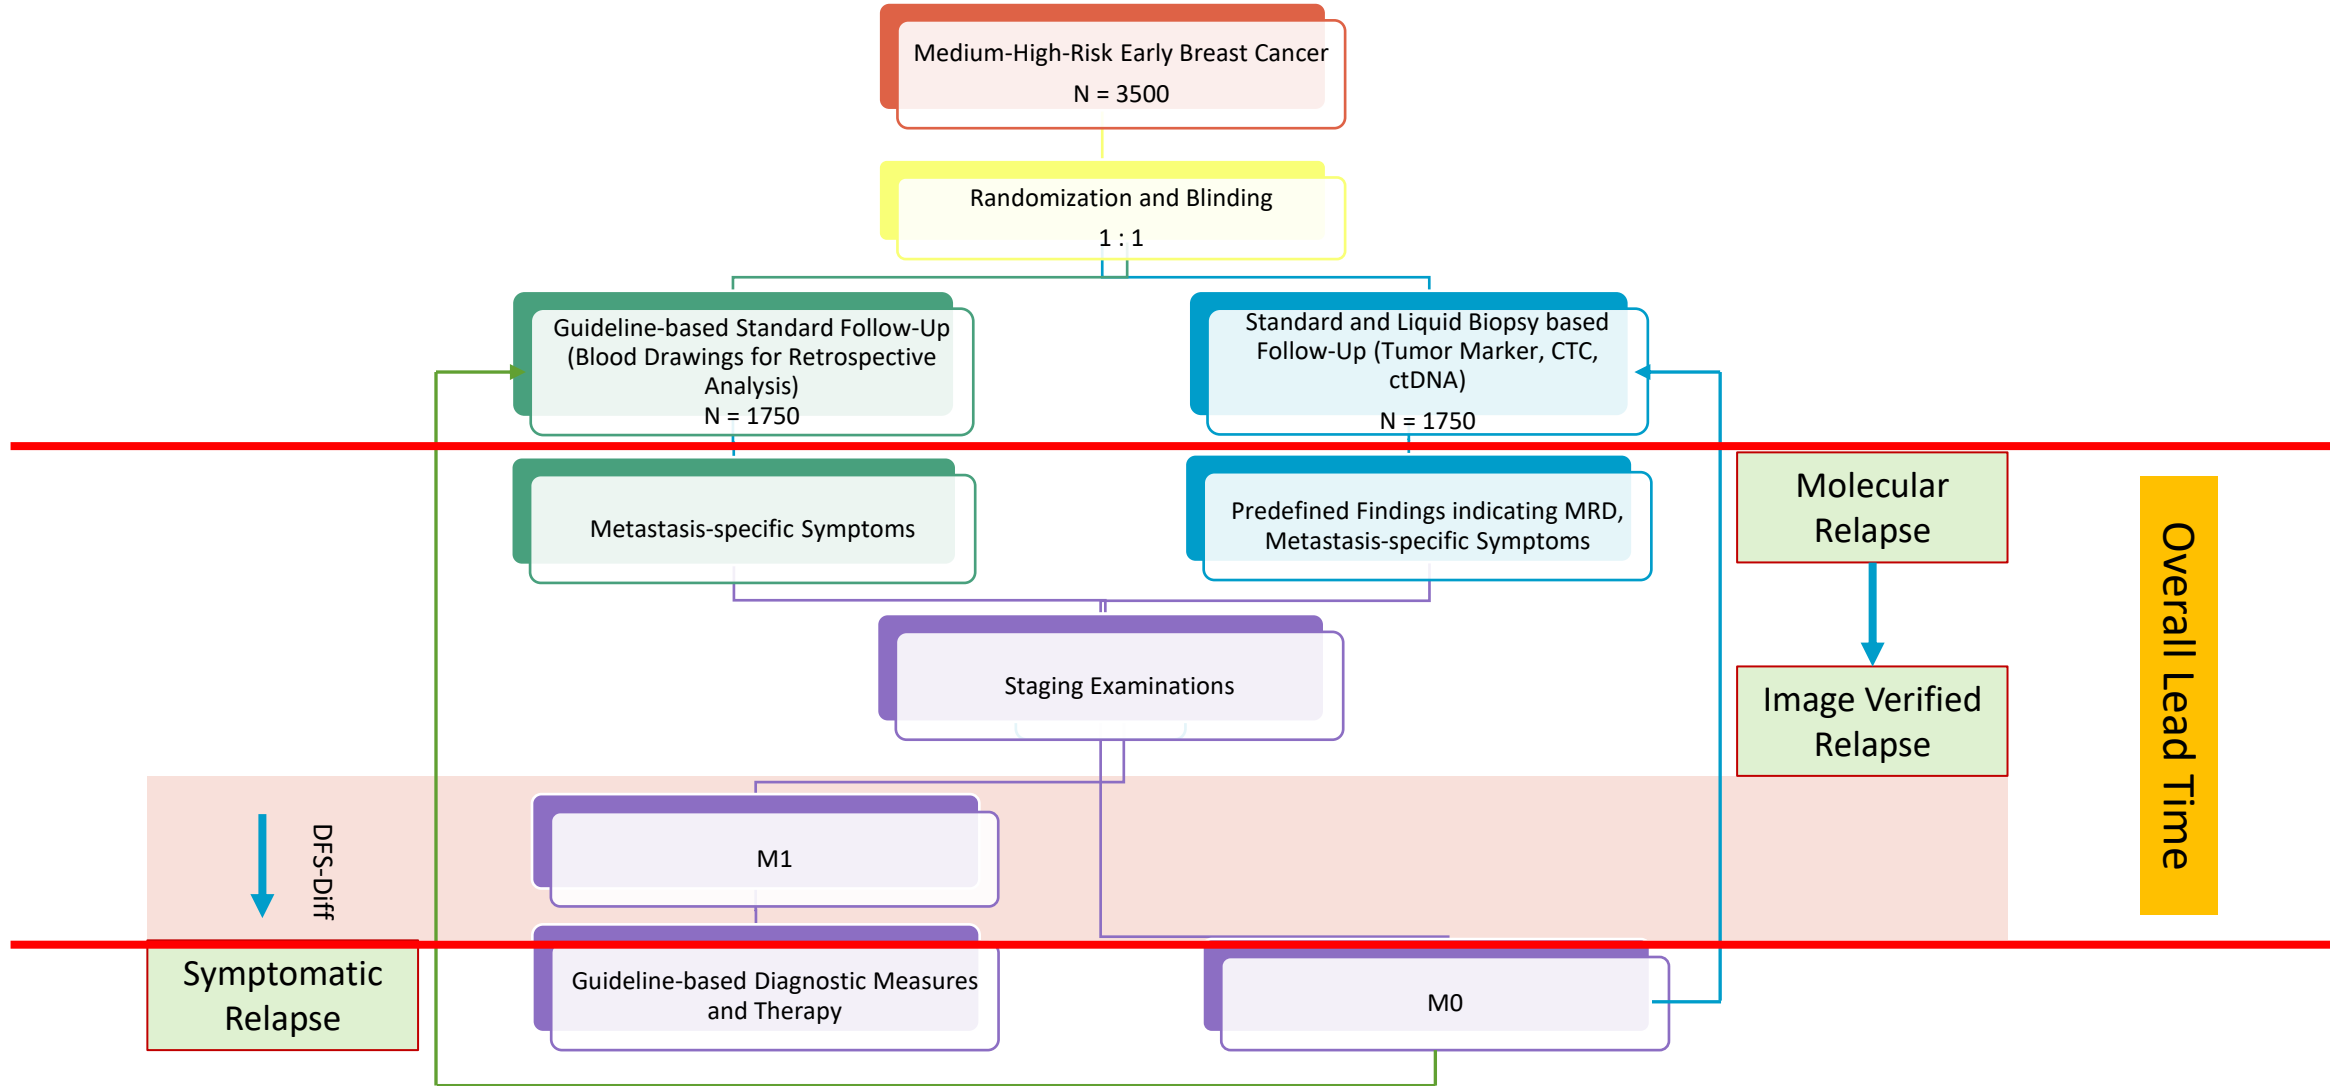 Medium-High-Risk Early Breast Cancer
N = 3500
Randomization and Blinding
1 : 1
Guideline-based Standard Follow-Up
(Blood Drawings for Retrospective
Analysis)
N = 1750
Standard and Liquid Biopsy based
Follow-Up (Tumor Marker, CTC,
ctDNA)
N = 1750
Metastasis-specific Symptoms
Predefined Findings indicating MRD,
Metastasis-specific Symptoms
Molecular
Relapse
Overall Lead Time
Staging Examinations
Image Verified
Relapse
DFS-Diff
M1
Symptomatic
Relapse
Guideline-based Diagnostic Measures
and Therapy
M0